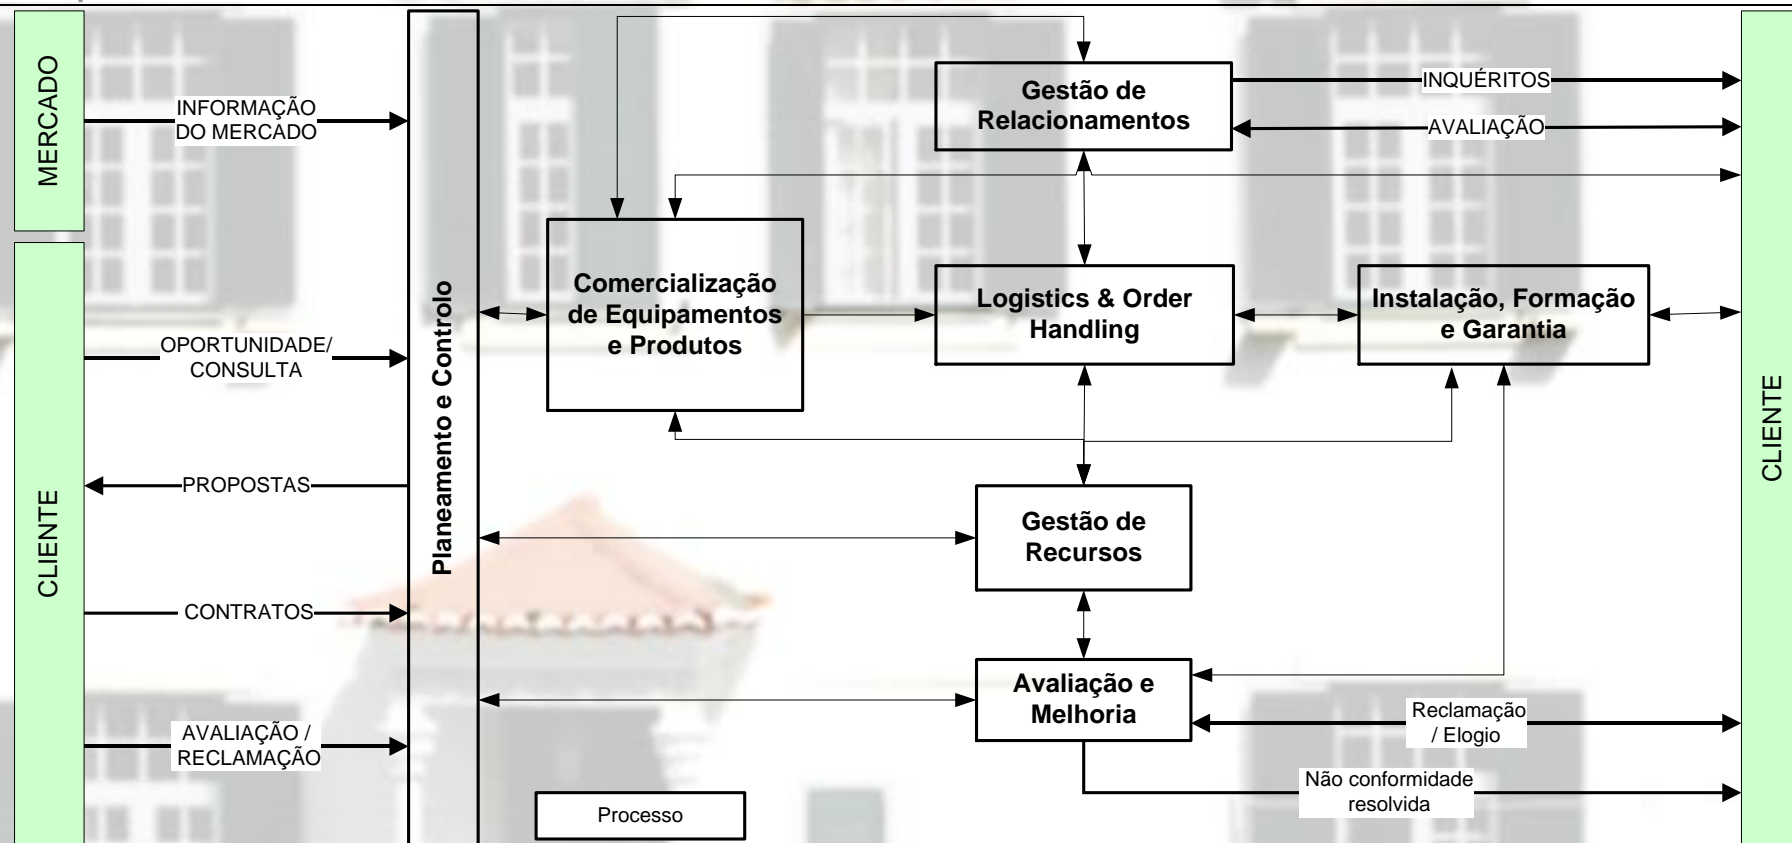 MERCADO
INFORMAÇÃO
DO MERCADO
CLIENTE
OPORTUNIDADE/
CONSULTA
PROPOSTAS
CONTRATOS
AVALIAÇÃO /
RECLAMAÇÃO
Planeamento e Controlo
Gestão de
Relacionamentos
INQUÉRITOS
AVALIAÇÃO
Comercialização
de Equipamentos
e Produtos
Logistics & Order
Handling
Instalação, Formação
e Garantia
Gestão de
Recursos
Avaliação e
Melhoria
Reclamação
/ Elogio
Não conformidade
resolvida
Processo
CLIENTE